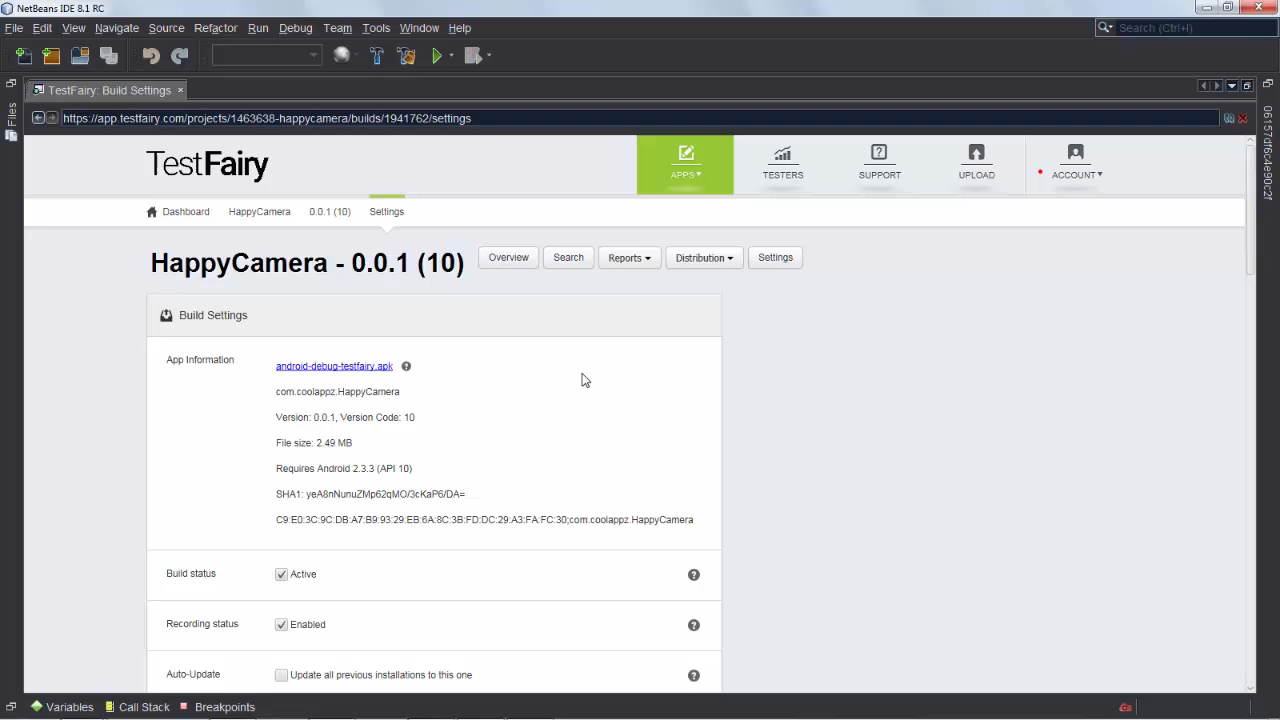 NetBeans IDE 8.1 RC
File Edit View Navigate Source Refactor Run Debug Team Tools Window Help
Search (Ctrl+I)
TestFairy: Build Settings
Files
https://app.testfairy.com/projects/1463638-happycamera/builds/1941762/settings
06157df6c4e90c2f
TestFairy
APPS
TESTERS
SUPPORT
UPLOAD
ACCOUNT
Dashboard HappyCamera 0.0.1 (10) Settings
HappyCamera - 0.0.1 (10)
Overview Search Reports Distribution Settings
Build Settings
App Information
android-debug-testfairy.apk
com.coolappz.HappyCamera
Version: 0.0.1, Version Code: 10
File size: 2.49 MB
Requires Android 2.3.3 (API 10)
SHA1: yeA8nNunuZMp62qMO/3cKaP6/DA=
C9:E0:3C:9C:DB:A7:B9:93:29:EB:6A:8C:3B:FD:DC:29:A3:FA:FC:30;com.coolappz.HappyCamera
Build status Active
Recording status Enabled
Auto-Update Update all previous installations to this one
Variables Call Stack Breakpoints